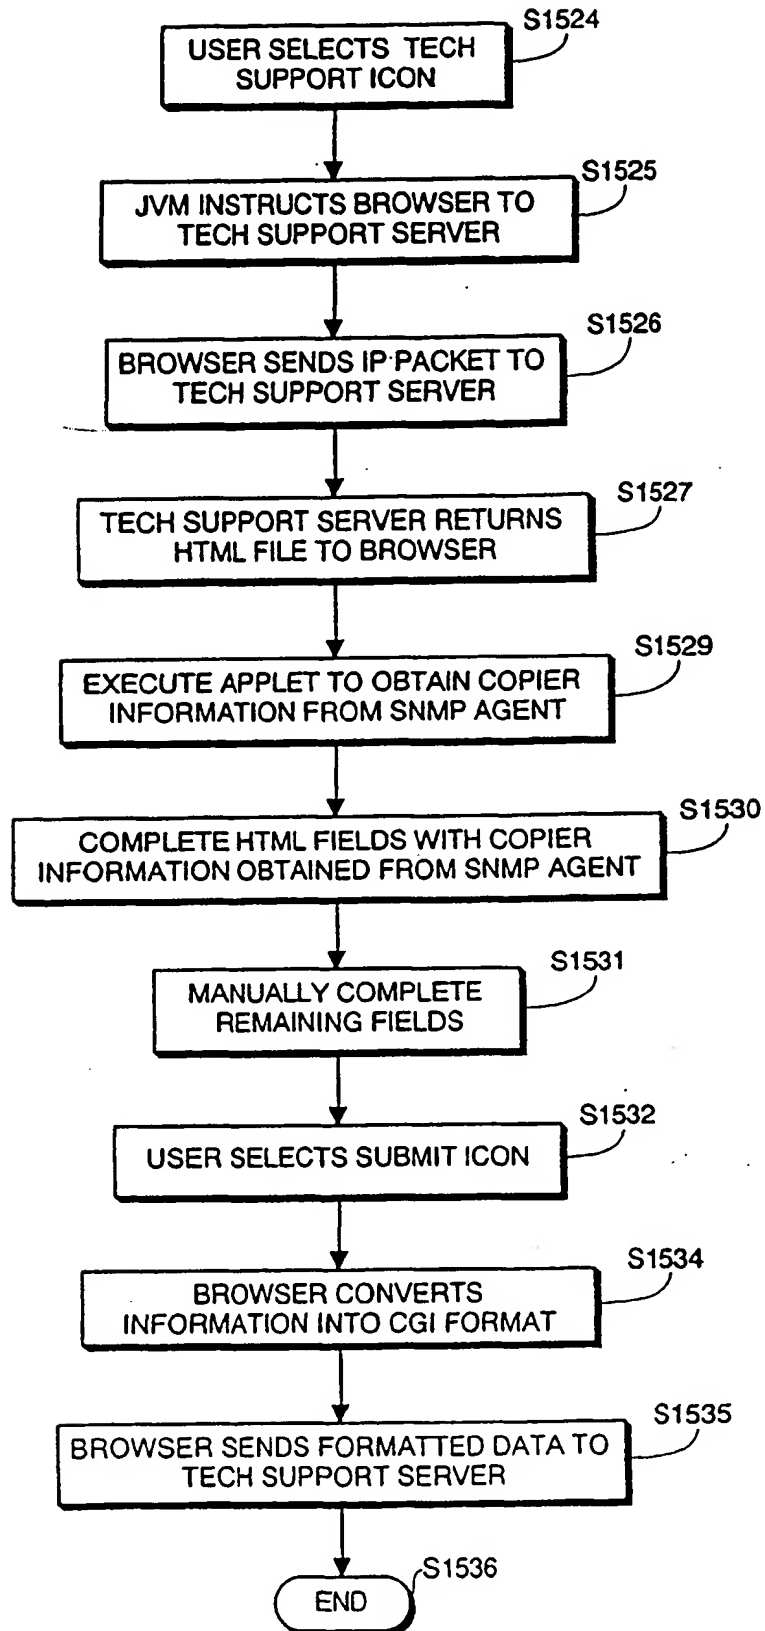 S1524
USER SELECTS TECH
SUPPORT ICON
S1525
JVM INSTRUCTS BROWSER TO
TECH SUPPORT SERVER
S1526
BROWSER SENDS IP PACKET TO
TECH SUPPORT SERVER
S1527
TECH SUPPORT SERVER RETURNS
HTML FILE TO BROWSER
S1529
EXECUTE APPLET TO OBTAIN COPIER
INFORMATION FROM SNMP AGENT
S1530
COMPLETE HTML FIELDS WITH COPIER
INFORMATION OBTAINED FROM SNMP AGENT
S1531
MANUALLY COMPLETE
REMAINING FIELDS
S1532
USER SELECTS SUBMIT ICON
S1534
BROWSER CONVERTS
INFORMATION INTO CGI FORMAT
S1535
BROWSER SENDS FORMATTED DATA TO
TECH SUPPORT SERVER
S1536
END